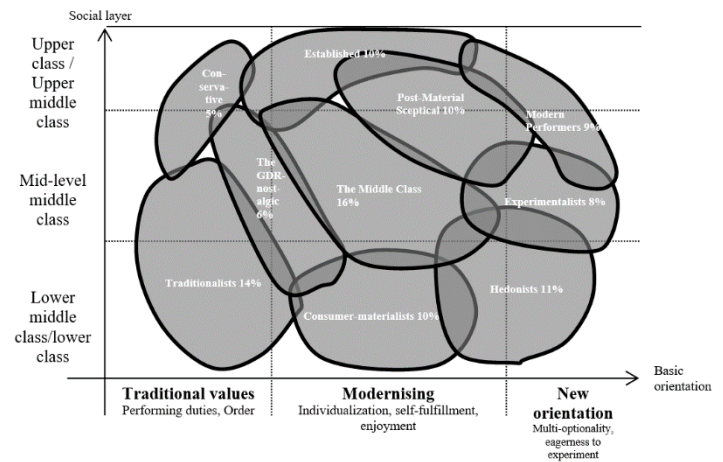 Social layer
Upper
class /
Upper
middle
class
Mid-level
middle
class
Lower
middle
class/lower
class
Established 10%
Con-
serva-
tive
5%
Post-Material
Sceptical 10%
Modern
Performers 9%
The
GDR-
nost-
algic
6%
The Middle Class
16%
Experimentalists 8%
Traditionalists 14%
Consumer-materialists 10%
Hedonists 11%
Basic
orientation
Traditional values
Performing duties, Order
Modernising
Individualization, self-fulfillment,
enjoyment
New
orientation
Multi-optionality,
eagerness to
experiment